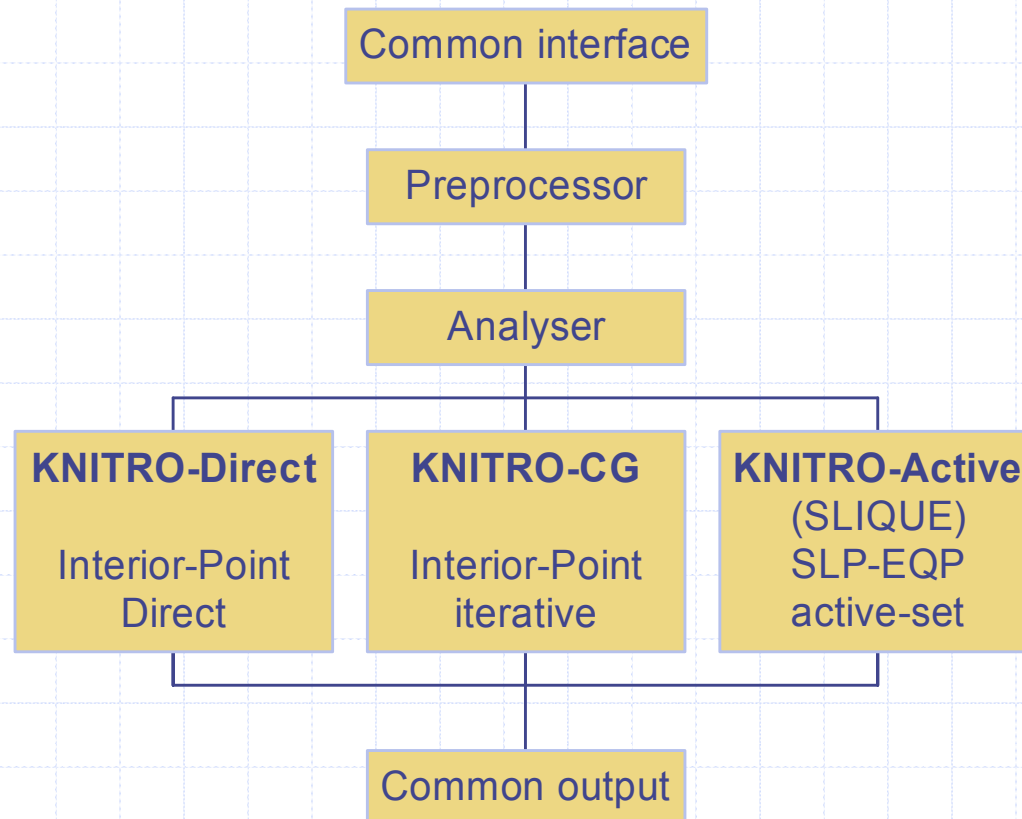 Common interface
Preprocessor
Analyser
KNITRO-Direct
Interior-Point
Direct
KNITRO-CG
Interior-Point
iterative
KNITRO-Active
(SLIQUE)
SLP-EQP
active-set
Common output